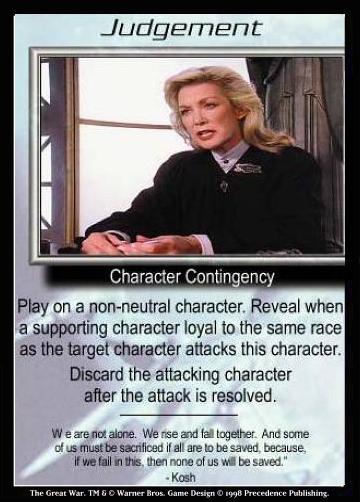 Judgement
Character Contingency
Play on a non-neutral character. Reveal when
a supporting character loyal to the same race
as the target character attacks this character.
Discard the attacking character
after the attack is resolved.
We are not alone. We rise and fall together. And some
of us must be sacrificed if all are to be saved, because,
if we fail in this, then none of us will be saved."
- Kosh
The Great War. TM & © Warner Bros. Game Design © 1998 Precedence Publishing.